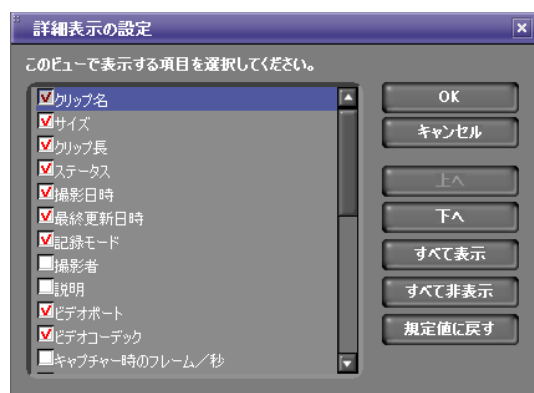 詳細表示の設定
このビューで表示する項目を選択してください。
クリップ名
サイズ
クリップ長
ステータス
撮影日時
最終更新日時
記録モード
撮影者
説明
ビデオポート
ビデオコーデック
キャプチャー時のフレーム／秒
OK
キャンセル
上へ
下へ
すべて表示
すべて非表示
規定値に戻す